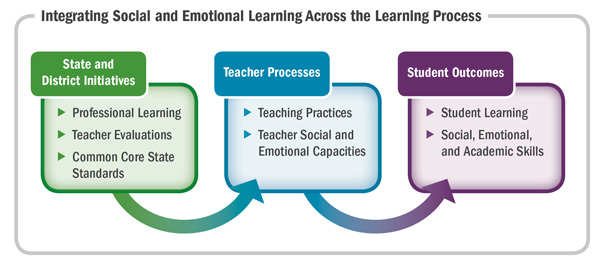 Integrating Social and Emotional Learning Across the Learning Process
State and
District Initiatives
Professional Learning
Teacher Evaluations
Common Core State
Standards
Teacher Processes
Teaching Practices
Teacher Social and
Emotional Capacities
Student Outcomes
Student Learning
Social, Emotional,
and Academic Skills